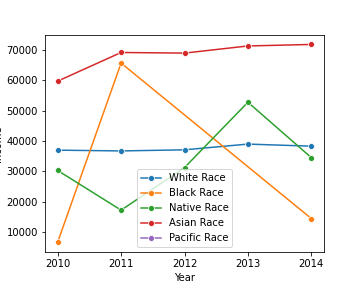 70000
60000
50000
40000
30000
20000
10000
White Race
Black Race
Native Race
Asian Race
Pacific Race
2010 2011 2012 2013 2014
Year